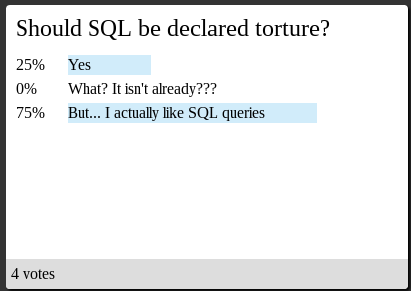 Should SQL be declared torture?
25% Yes
0% What? It isn't already???
75% But... I actually like SQL queries
4 votes